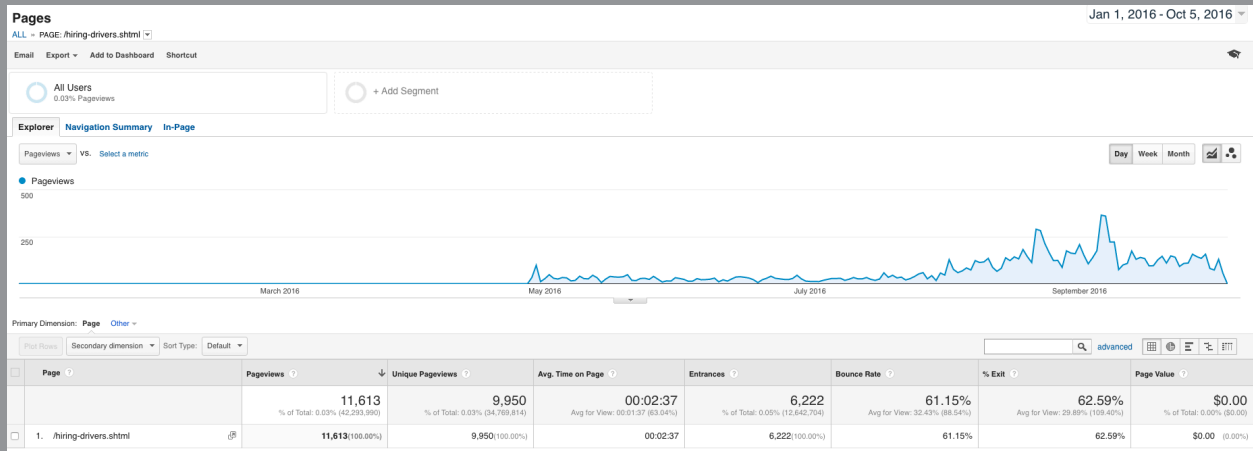 Pages
Jan 1, 2016 - Oct 5, 2016
ALL » PAGE: /hiring-drivers.shtml
Email Export Add to Dashboard Shortcut
All Users
0.03% Pageviews
+ Add Segment
Explorer Navigation Summary In-Page
Pageviews VS. Select a metric
Day Week Month
Pageviews
500
250
March 2016 May 2016 July 2016 September 2016
Primary Dimension: Page Other
Plot Rows Secondary dimension Sort Type: Default advanced
Page Pageviews Unique Pageviews Avg. Time on Page Entrances Bounce Rate % Exit Page Value
11,613 9,950 00:02:37 6,222 61.15% 62.59% $0.00
% of Total: 0.03% (42,293,990) % of Total: 0.03% (34,769,814) Avg for View: 00:01:37 (63.04%) % of Total: 0.05% (12,642,704) Avg for View: 32.43% (88.54%) Avg for View: 29.89% (109.40%) % of Total: 0.00% ($0.00)
1. /hiring-drivers.shtml 11,613(100.00%) 9,950(100.00%) 00:02:37 6,222(100.00%) 61.15% 62.59% $0.00 (0.00%)